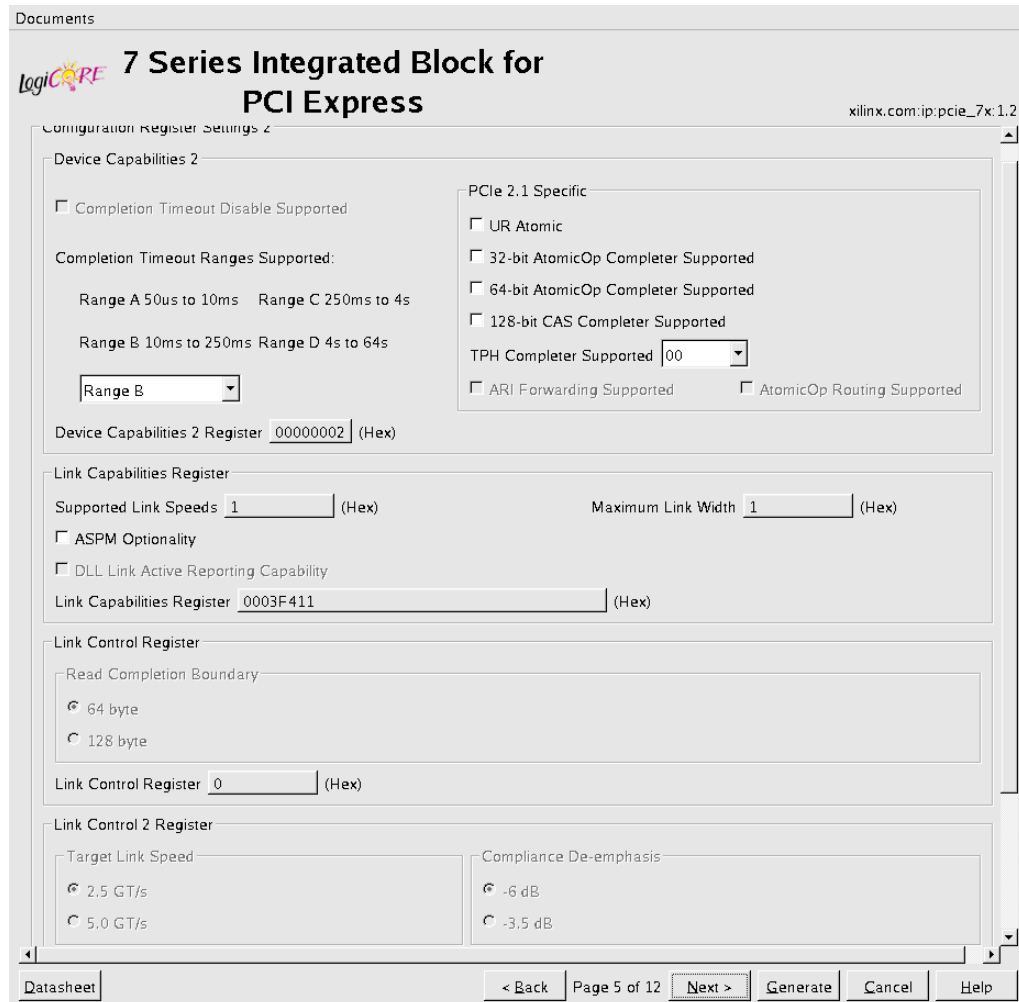 Documents
LogiCORE
7 Series Integrated Block for
PCI Express
xilinx.com:ip:pcie_7x:1.2
Configuration Register Settings 2
Device Capabilities 2
Completion Timeout Disable Supported
Completion Timeout Ranges Supported:
Range A 50us to 10ms Range C 250ms to 4s
Range B 10ms to 250ms Range D 4s to 64s
Range B
Device Capabilities 2 Register 00000002 (Hex)
PCIe 2.1 Specific
UR Atomic
32-bit AtomicOp Completer Supported
64-bit AtomicOp Completer Supported
128-bit CAS Completer Supported
TPH Completer Supported 00
ARI Forwarding Supported AtomicOp Routing Supported
Link Capabilities Register
Supported Link Speeds 1 (Hex) Maximum Link Width 1 (Hex)
ASPM Optionality
DLL Link Active Reporting Capability
Link Capabilities Register 0003F411 (Hex)
Link Control Register
Read Completion Boundary
64 byte
128 byte
Link Control Register 0 (Hex)
Link Control 2 Register
Target Link Speed
2.5 GT/s
5.0 GT/s
Compliance De-emphasis
-6 dB
-3.5 dB
Datasheet < Back Page 5 of 12 Next > Generate Cancel Help